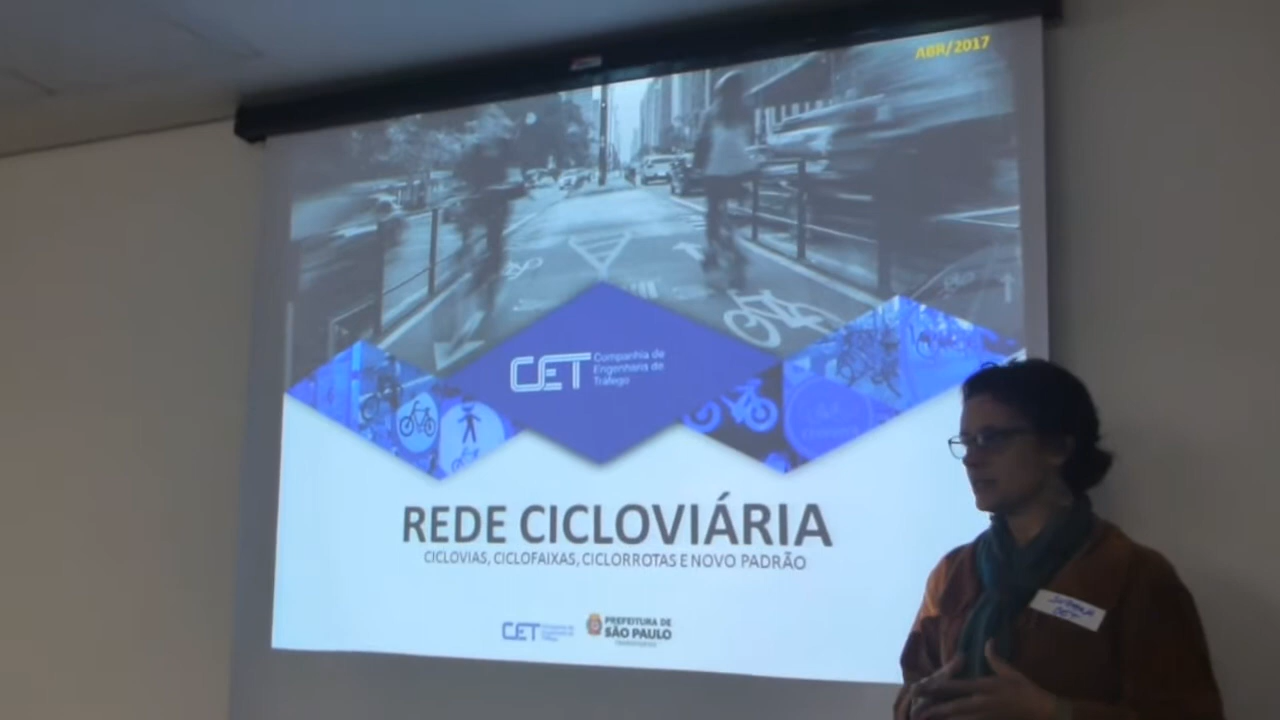 ABR/2017
CET
Companhia de
Engenharia de
Tráfego
REDE CICLOVIÁRIA
CICLOVIAS, CICLOFAIXAS, CICLORROTAS E NOVO PADRÃO
CET
PREFEITURA DE
SÃO PAULO